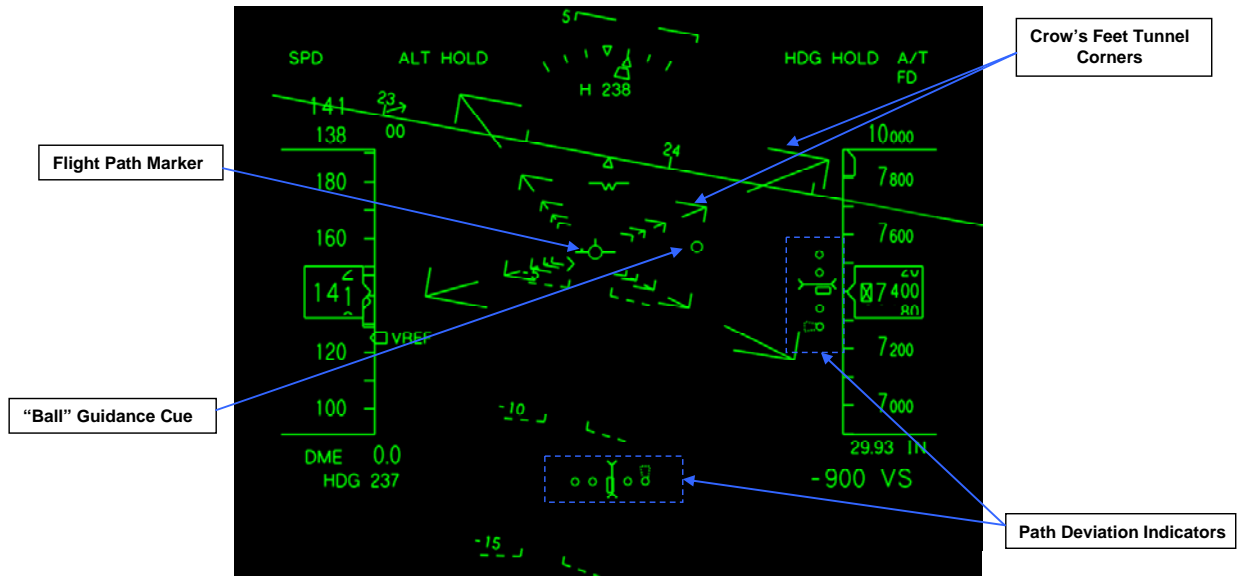 5
SPD
ALT HOLD
HDG HOLD A/T
FD
H 238
Crow's Feet Tunnel
Corners
141
138
23
00
24
10000
Flight Path Marker
180
160
141
VREF
120
100
7800
7600
7400
20
80
7200
7000
-5
"Ball" Guidance Cue
-10
DME 0.0
HDG 237
29.93 IN
-900 VS
-15
Path Deviation Indicators